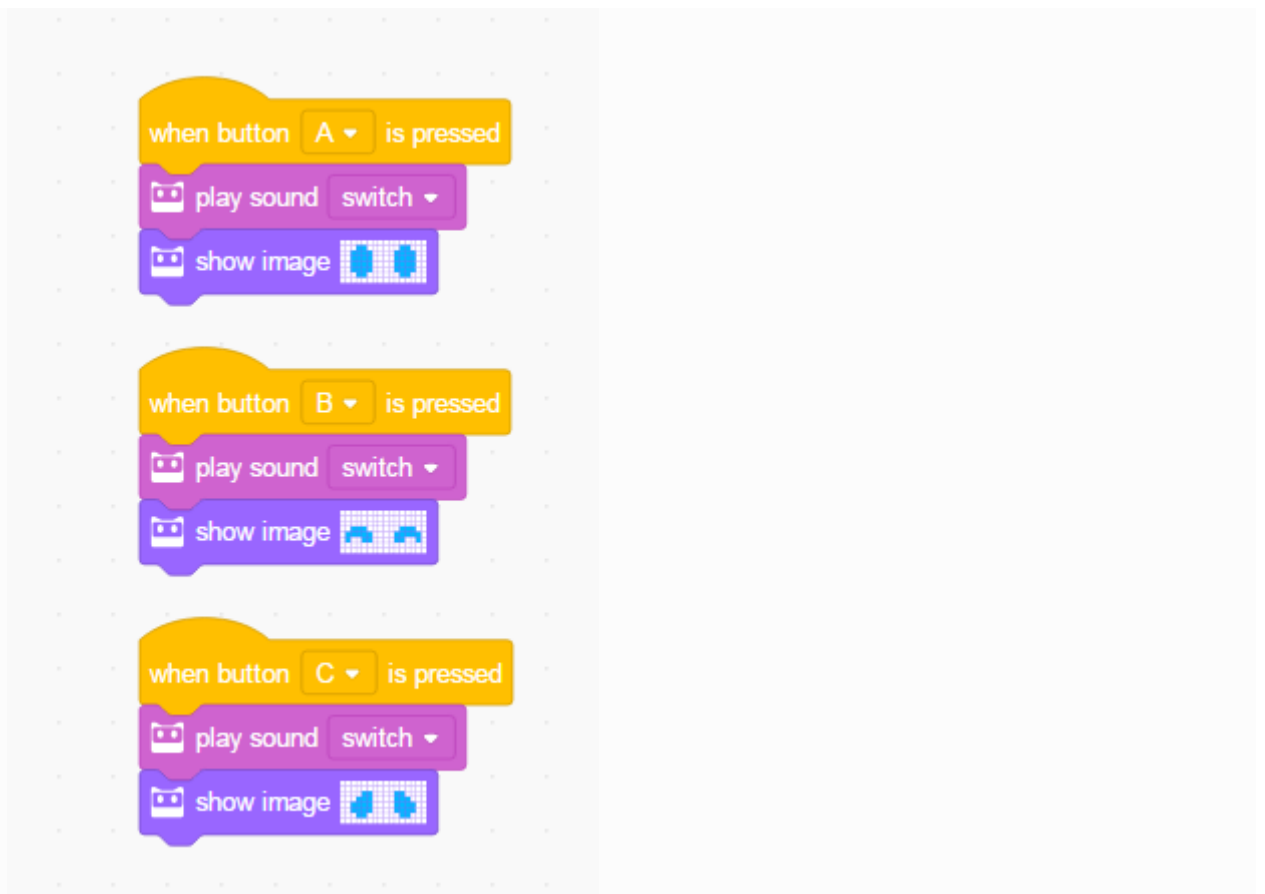 when button A is pressed
play sound switch
show image
when button B is pressed
play sound switch
show image
when button C is pressed
play sound switch
show image